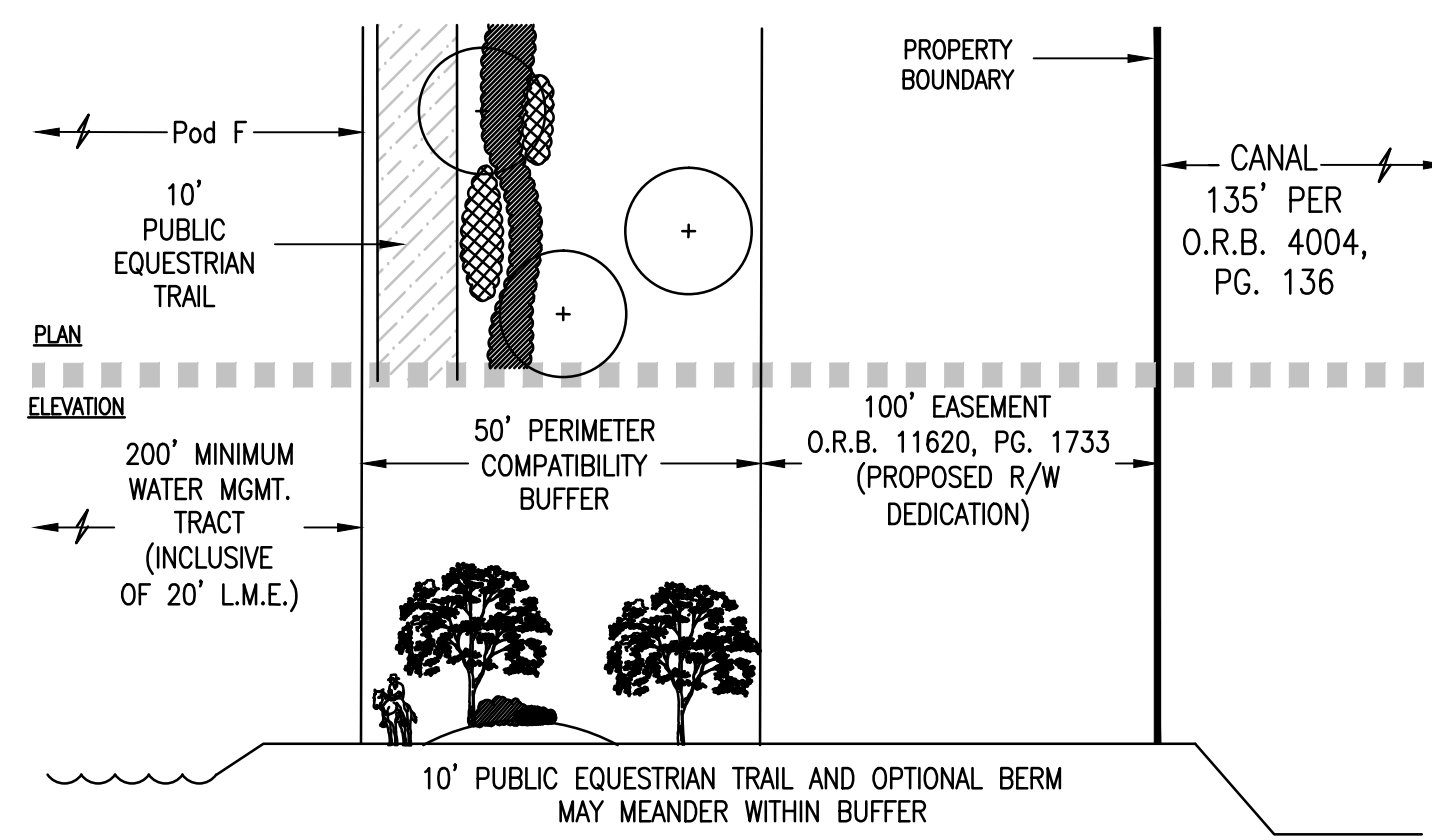 PROPERTY
BOUNDARY
Pod F
CANAL
135' PER
O.R.B. 4004,
PG. 136
10'
PUBLIC
EQUESTRIAN
TRAIL
PLAN
ELEVATION
200' MINIMUM
WATER MGMT.
TRACT
(INCLUSIVE
OF 20' L.M.E.)
50' PERIMETER
COMPATIBILITY
BUFFER
100' EASEMENT
O.R.B. 11620, PG. 1733
(PROPOSED R/W
DEDICATION)
10' PUBLIC EQUESTRIAN TRAIL AND OPTIONAL BERM
MAY MEANDER WITHIN BUFFER